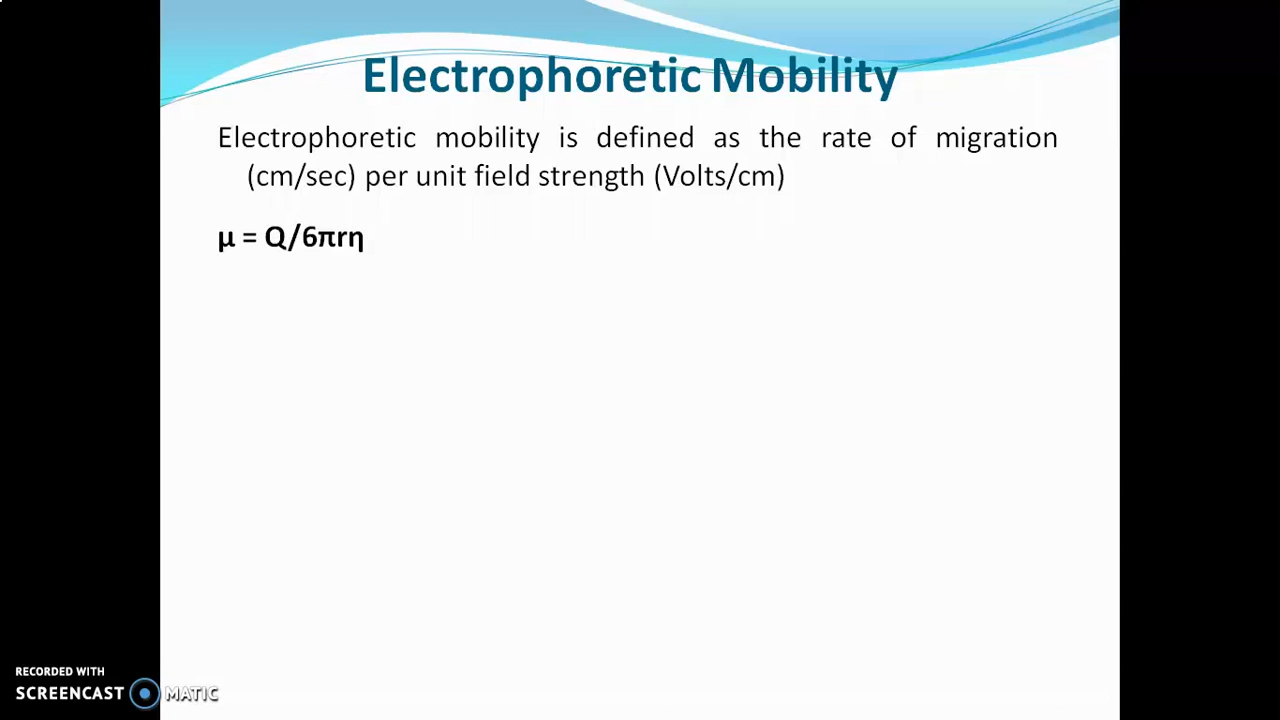 Electrophoretic Mobility
Electrophoretic mobility is defined as the rate of migration
(cm/sec) per unit field strength (Volts/cm)
μ = Q/6πrη
RECORDED WITH
SCREENCAST MATIC